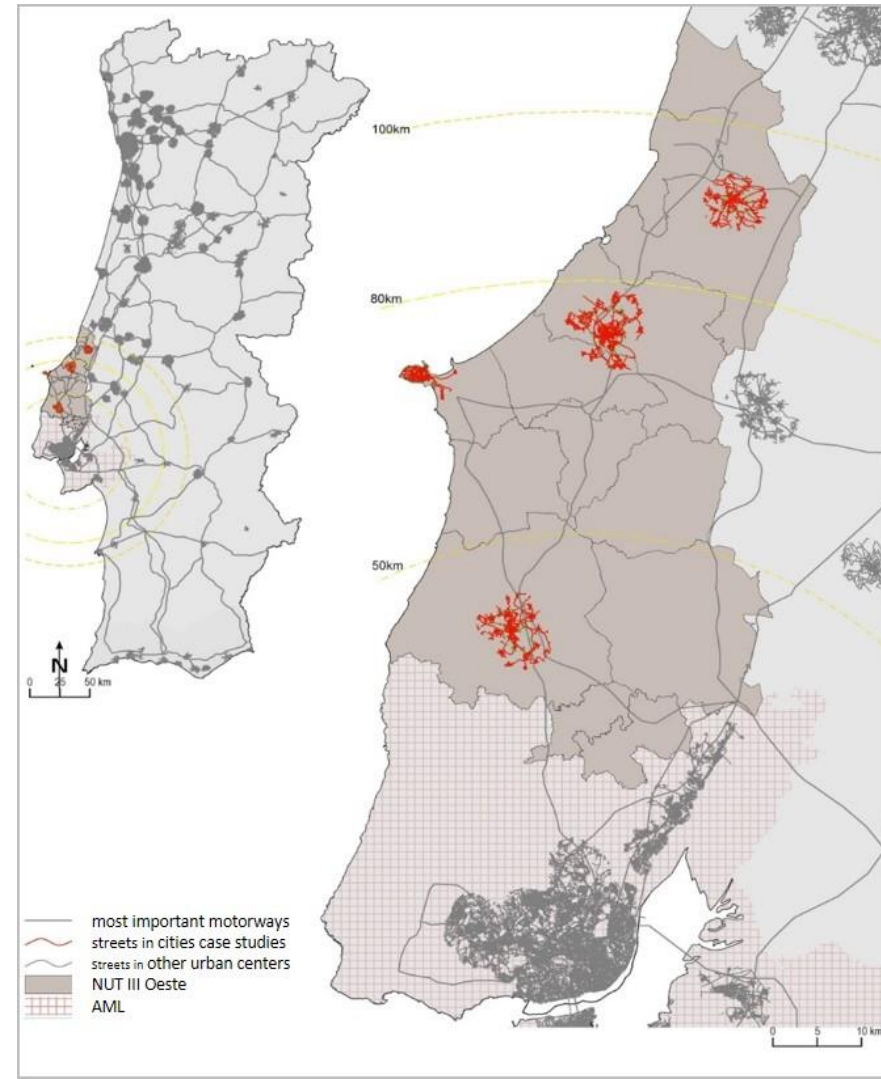 100km
80km
50km
N
0 25 50 km
most important motorways
streets in cities case studies
streets in other urban centers
NUT III Oeste
AML
0 5 10 km